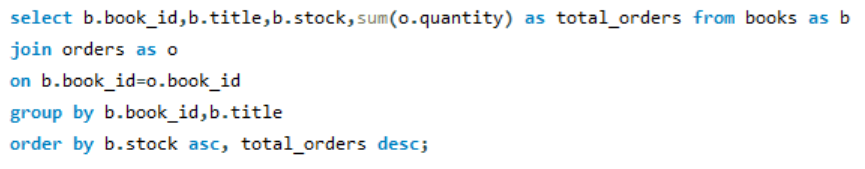 select b.book_id,b.title,b.stock,sum(o.quantity) as total_orders from books as b
join orders as o
on b.book_id=o.book_id
group by b.book_id,b.title
order by b.stock asc, total_orders desc;